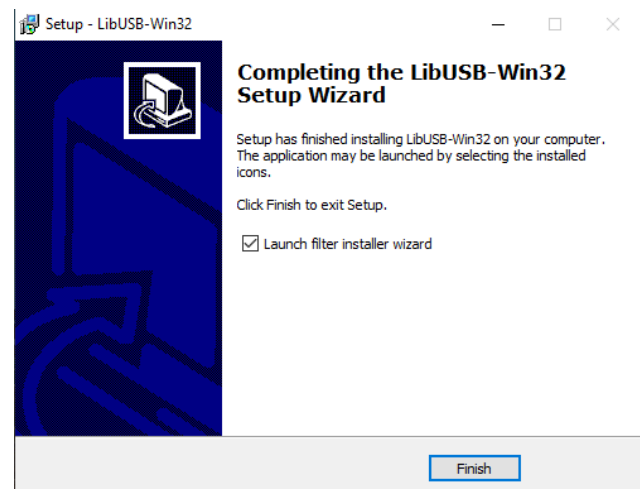 Setup - LibUSB-Win32
Completing the LibUSB-Win32
Setup Wizard
Setup has finished installing LibUSB-Win32 on your computer.
The application may be launched by selecting the installed
icons.
Click Finish to exit Setup.
Launch filter installer wizard
Finish